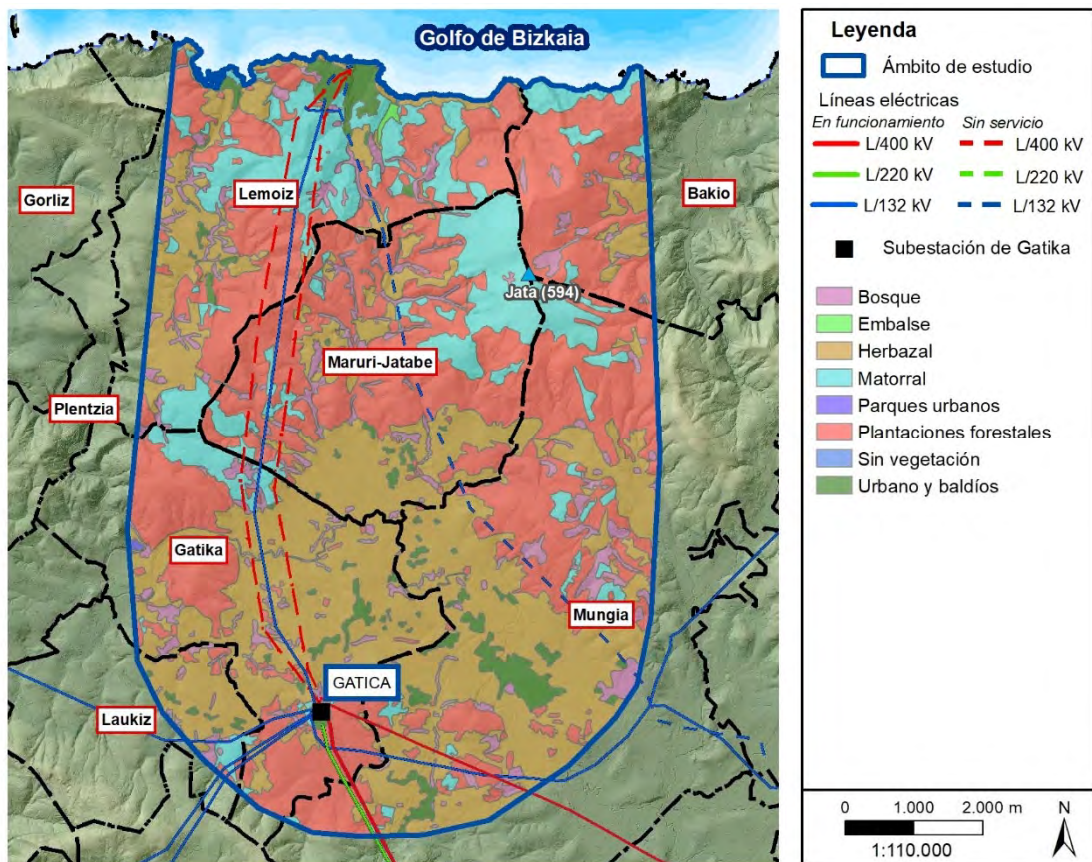 Golfo de Bizkaia
Gorliz
Lemoiz
Bakio
Jata (594)
Maruri-Jatabe
Plentzia
Gatika
Mungia
GATICA
Laukiz
Leyenda
Ámbito de estudio
Líneas eléctricas
En funcionamiento Sin servicio
L/400 kV L/400 kV
L/220 kV L/220 kV
L/132 kV L/132 kV
Subestación de Gatika
Bosque
Embalse
Herbazal
Matorral
Parques urbanos
Plantaciones forestales
Sin vegetación
Urbano y baldíos
0 1.000 2.000 m N
1:110.000